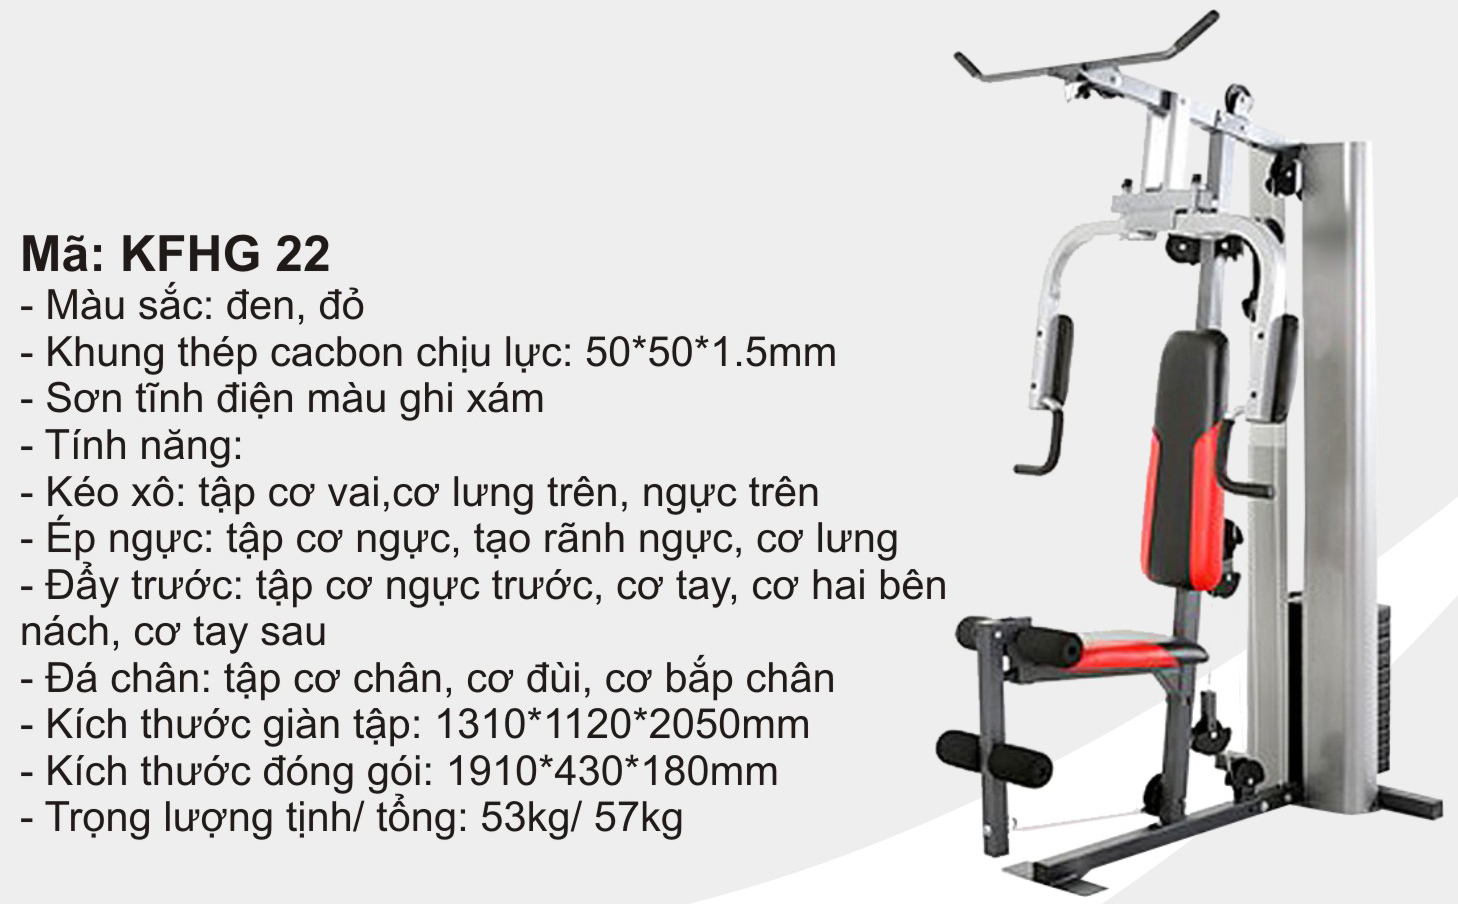 Mã: KFHG 22
- Màu sắc: đen, đỏ
- Khung thép cacbon chịu lực: 50*50*1.5mm
- Sơn tĩnh điện màu ghi xám
- Tính năng:
- Kéo xô: tập cơ vai,cơ lưng trên, ngực trên
- Ép ngực: tập cơ ngực, tạo rãnh ngực, cơ lưng
- Đẩy trước: tập cơ ngực trước, cơ tay, cơ hai bên
nách, cơ tay sau
- Đá chân: tập cơ chân, cơ đùi, cơ bắp chân
- Kích thước giàn tập: 1310*1120*2050mm
- Kích thước đóng gói: 1910*430*180mm
- Trọng lượng tịnh/ tổng: 53kg/ 57kg